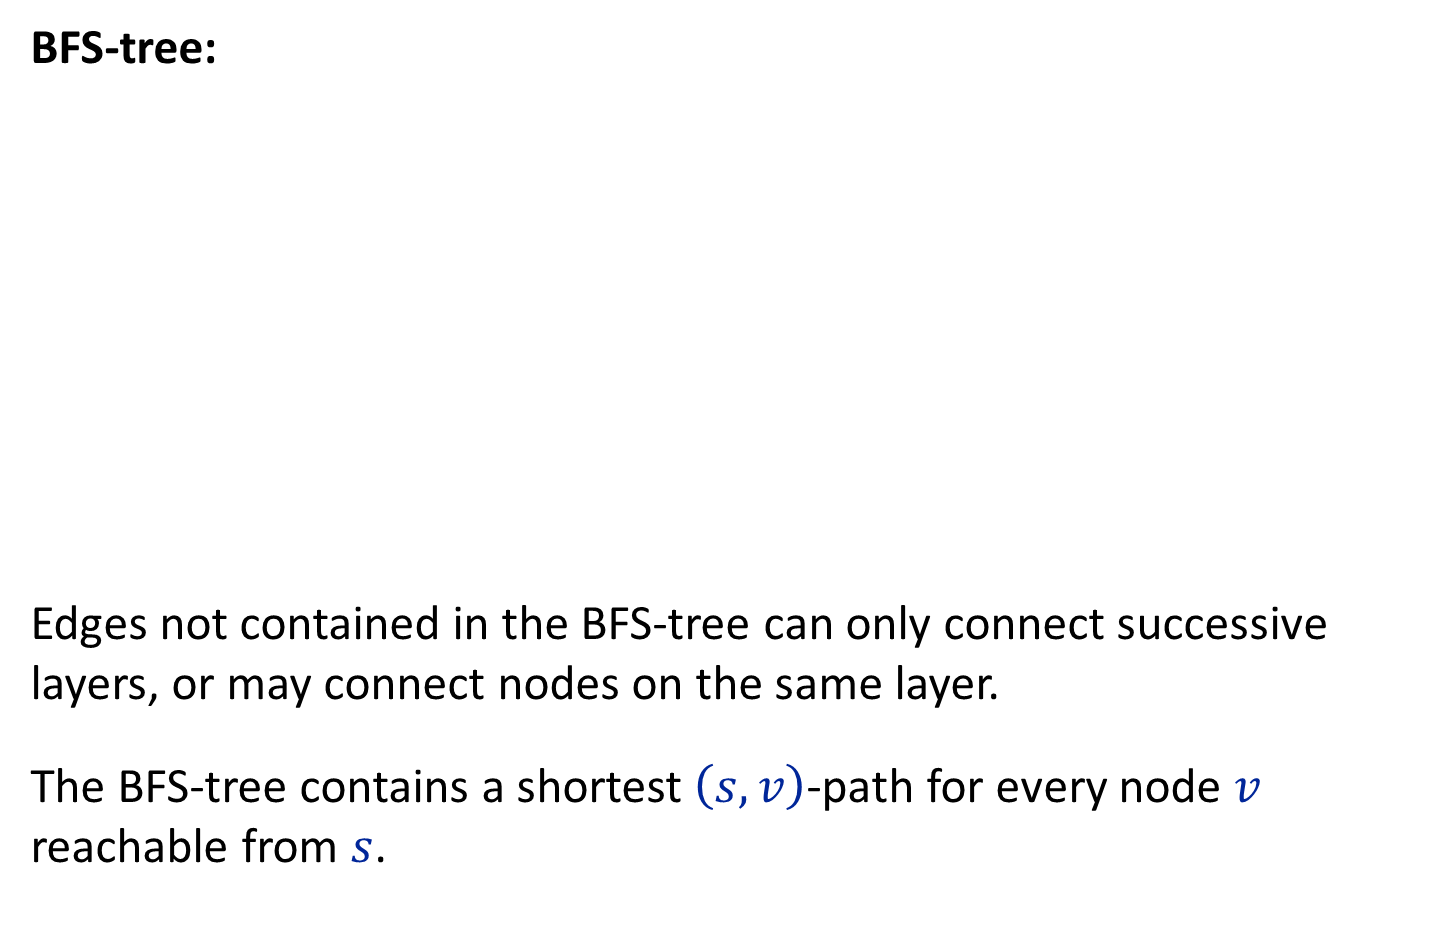 BFS-tree:
Edges not contained in the BFS-tree can only connect successive
layers, or may connect nodes on the same layer.
The BFS-tree contains a shortest (s, v)-path for every node v
reachable from s.